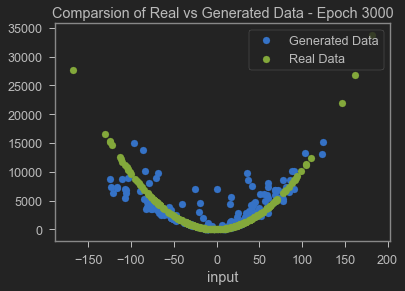 Comparsion of Real vs Generated Data - Epoch 3000
35000
30000
25000
20000
15000
10000
5000
0
Generated Data
Real Data
−150 −100 −50 0 50 100 150 200
input